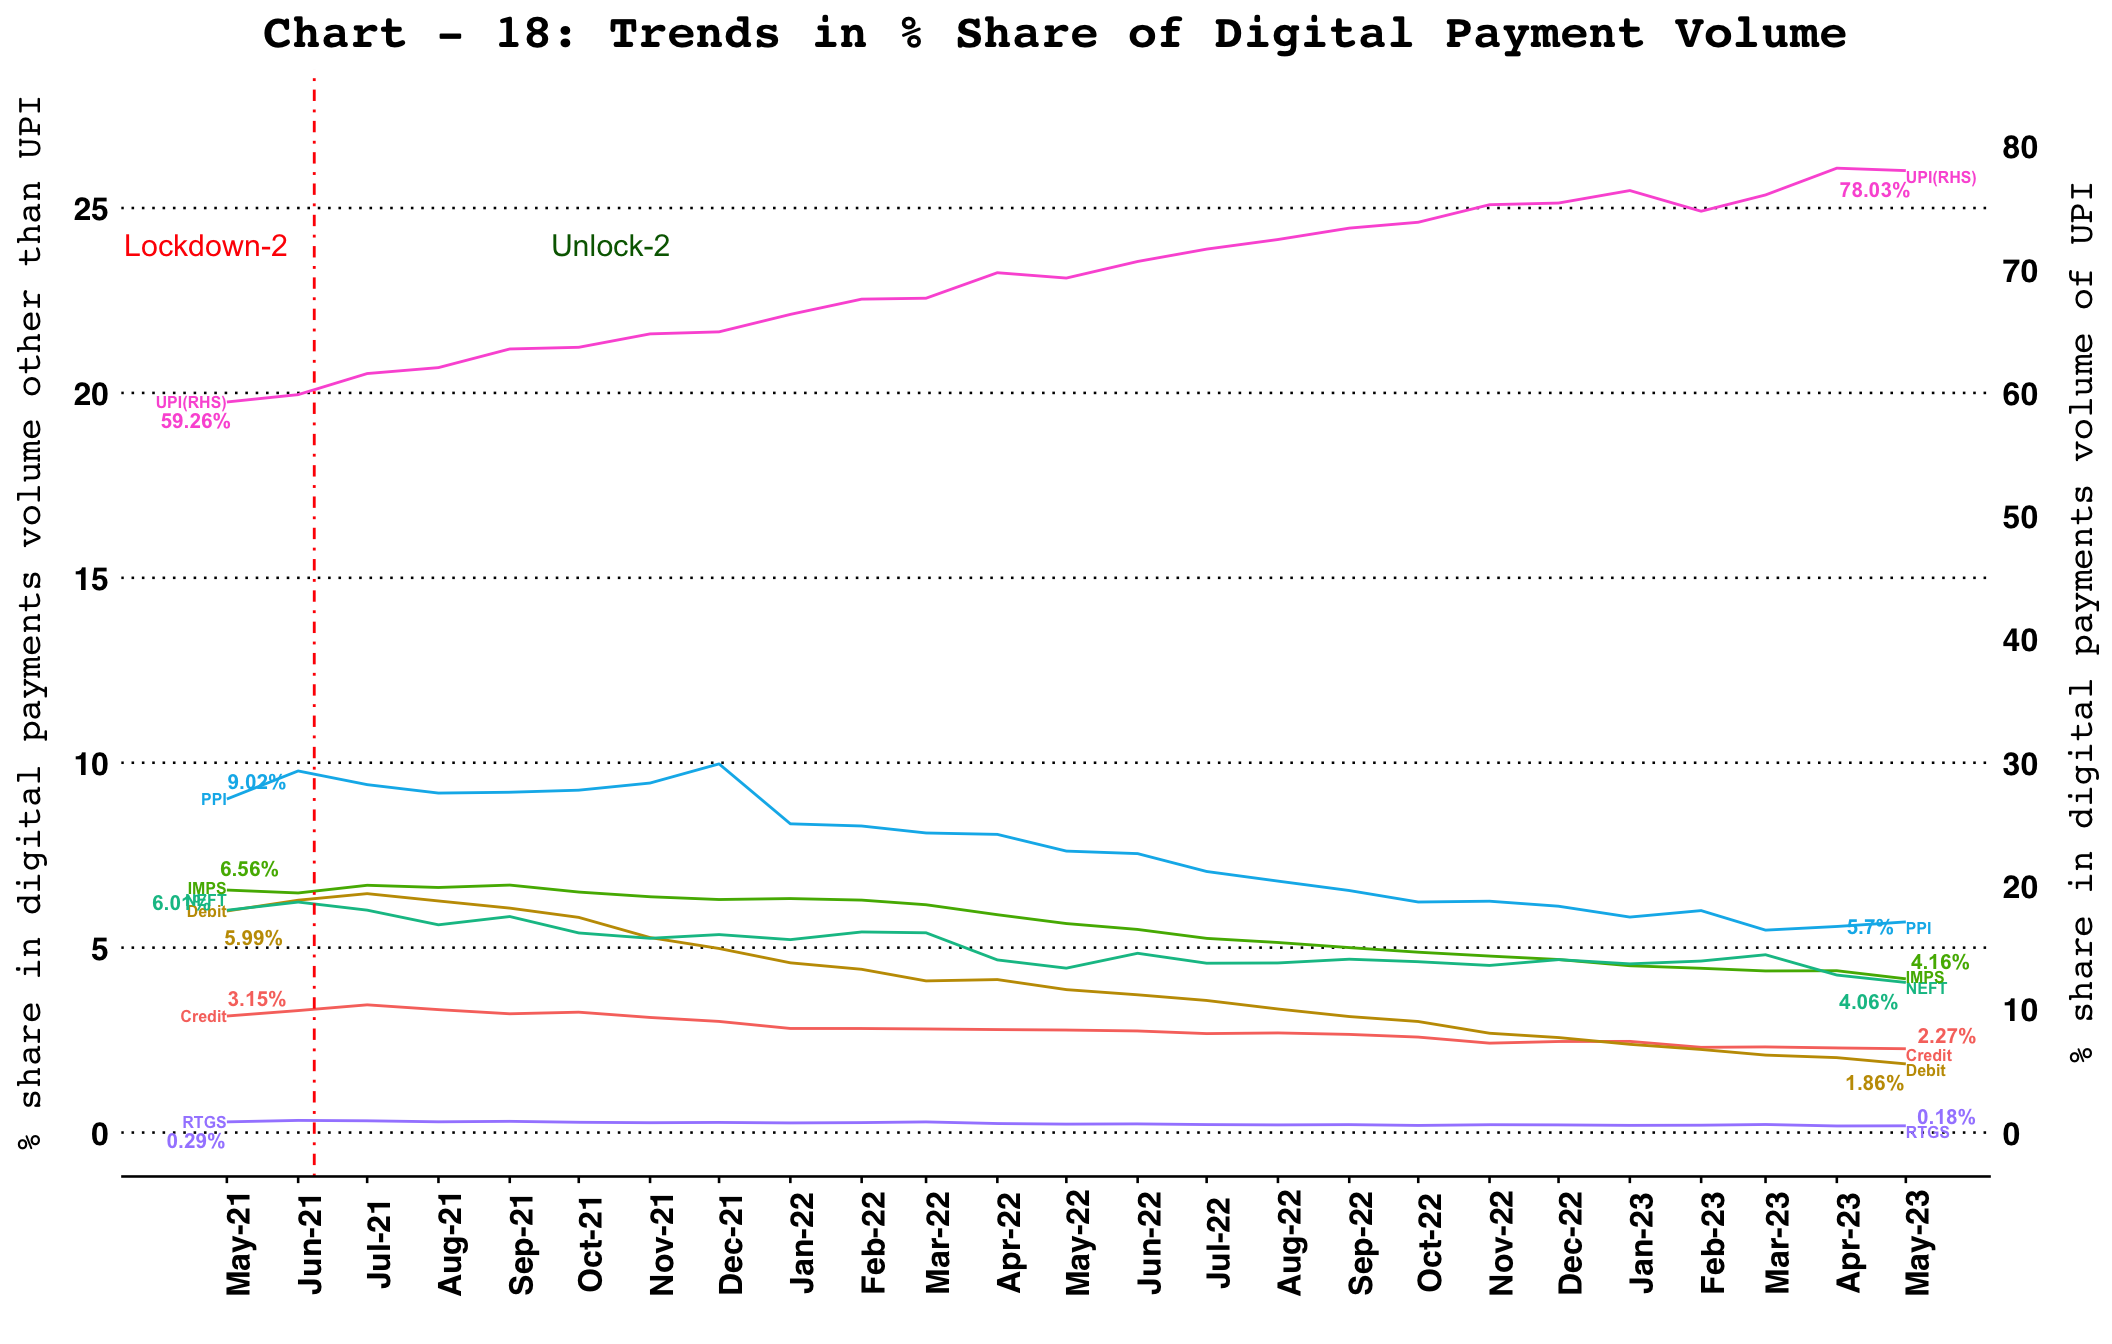 Chart - 18: Trends in % Share of Digital Payment Volume
% share in digital payments volume other than UPI
25
20
15
10
5
0
80
70
60
50
40
30
20
10
0
% share in digital payments volume of UPI
Lockdown-2
Unlock-2
UPI(RHS)
78.03%
UPI(RHS)
59.26%
9.02%
PPI
6.56%
IMPS
NEFT
6.01%
Debit
5.99%
3.15%
Credit
RTGS
0.29%
5.7%
PPI
4.16%
IMPS
NEFT
4.06%
2.27%
Credit
Debit
1.86%
0.18%
RTGS
May-21
Jun-21
Jul-21
Aug-21
Sep-21
Oct-21
Nov-21
Dec-21
Jan-22
Feb-22
Mar-22
Apr-22
May-22
Jun-22
Jul-22
Aug-22
Sep-22
Oct-22
Nov-22
Dec-22
Jan-23
Feb-23
Mar-23
Apr-23
May-23